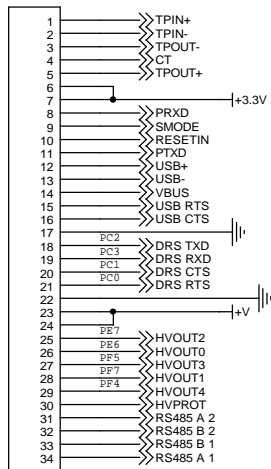 1 TPIN+
2 TPIN-
3 TPOUT-
4 CT
5 TPOUT+
6
7 +3.3V
8 PRXD
9 SMODE
10 RESETIN
11 PTXD
12 USB+
13 USB-
14 VBUS
15 USB RTS
16 USB CTS
17
18 PC2 DRS TXD
19 PC3 DRS RXD
20 PC1 DRS CTS
21 PC0 DRS RTS
22
23 +V
24
25 PE7 HVOUT2
26 PE6 HVOUT0
27 PF5 HVOUT3
28 PF7 HVOUT1
29 PF4 HVOUT4
30 HVPROT
31 RS485 A 2
32 RS485 B 2
33 RS485 B 1
34 RS485 A 1